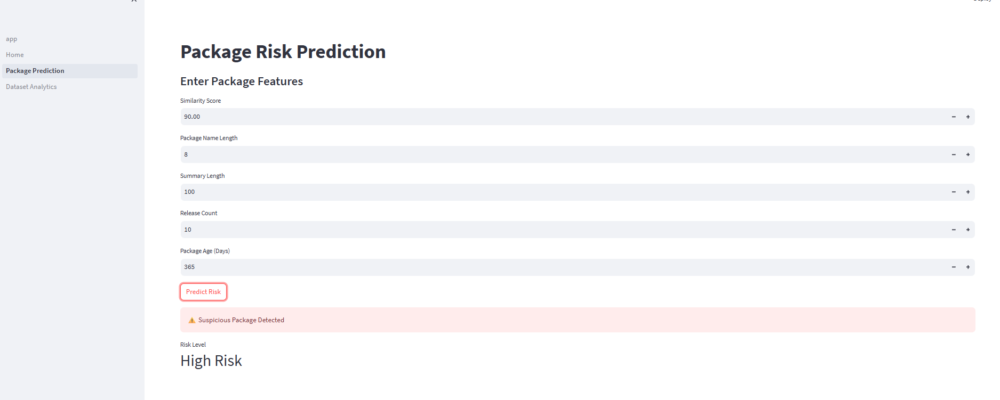 app
Home
Package Prediction
Dataset Analytics
Package Risk Prediction
Enter Package Features
Similarity Score
90.00
Package Name Length
8
Summary Length
100
Release Count
10
Package Age (Days)
365
Predict Risk
Suspicious Package Detected
Risk Level
High Risk